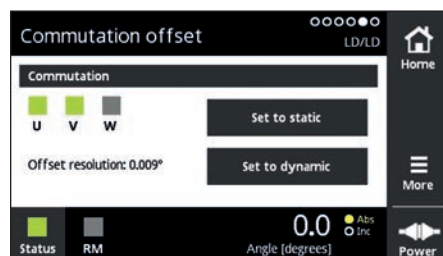 Commutation offset
LD/LD
Home
Commutation
U V W
Set to static
Offset resolution: 0.009°
Set to dynamic
More
0.0
Abs
Inc
Status
RM
Angle [degrees]
Power